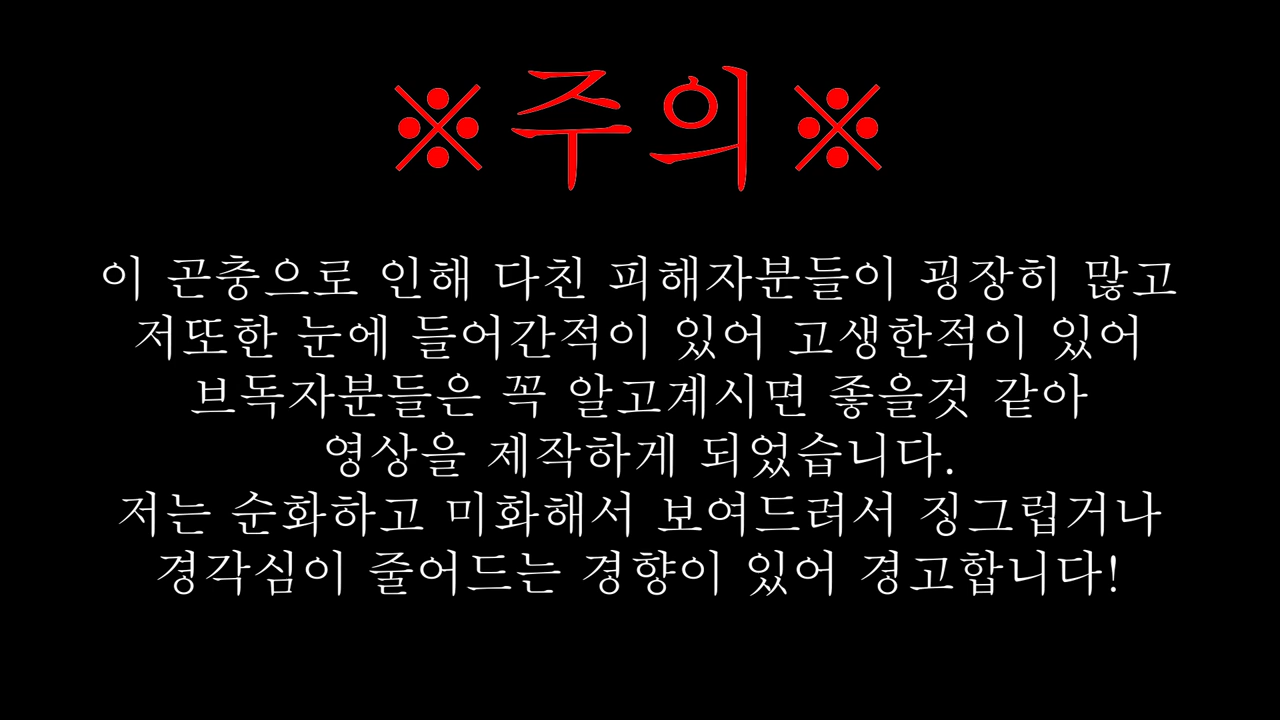 ※주의※
이 곤충으로 인해 다친 피해자분들이 굉장히 많고
저또한 눈에 들어간적이 있어 고생한적이 있어
브독자분들은 꼭 알고계시면 좋을것 같아
영상을 제작하게 되었습니다.
저는 순화하고 미화해서 보여드려서 징그럽거나
경각심이 줄어드는 경향이 있어 경고합니다!